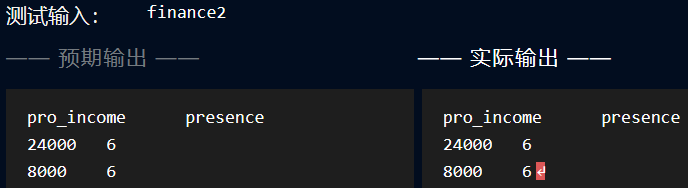 测试输入： finance2
—— 预期输出 —— —— 实际输出 ——
pro_income presence pro_income presence
24000 6 24000 6
8000 6 8000 6↵